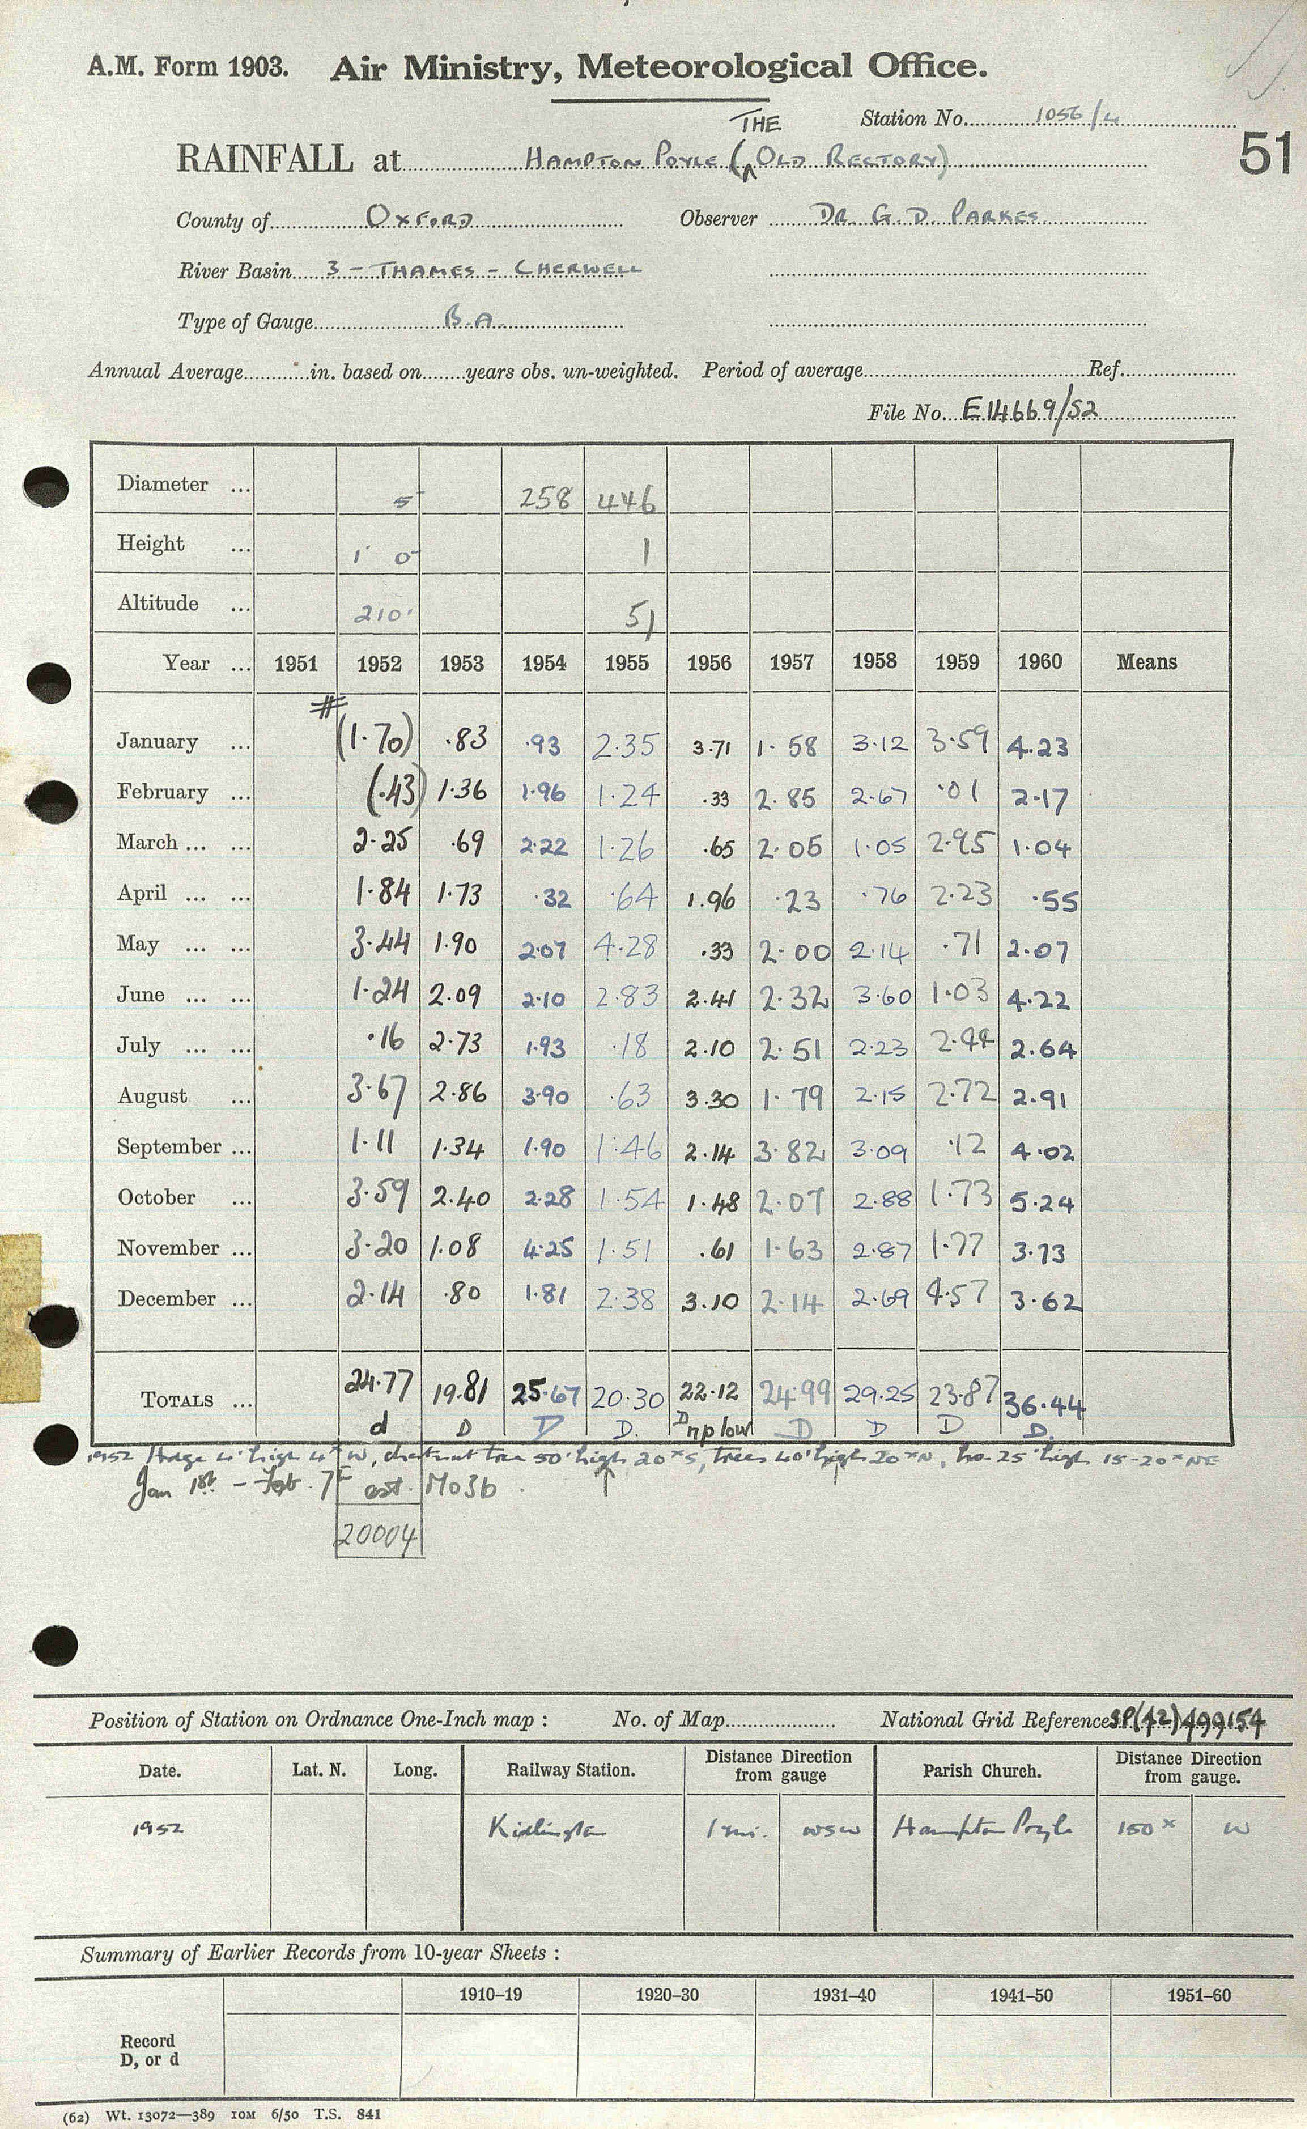 A.M. Form 1903. Air Ministry, Meteorological Office.
Station No. 1056/4
51
RAINFALL at HAMPTON POYLE (THE OLD RECTORY)
County of OXFORD Observer DR G.D. PARKES
River Basin 3 - THAMES - CHERWELL
Type of Gauge B.A.
Annual Average in. based on years obs. un-weighted. Period of average Ref.
File No. E14669/52
Diameter ... 5 258 446
Height ... 1' 0" 1
Altitude ... 210' 51
Year ... 1951 1952 1953 1954 1955 1956 1957 1958 1959 1960 Means
#
January ... (1.70) .83 .93 2.35 3.71 1.58 3.12 3.59 4.23
February ... (.43) 1.36 1.96 1.24 .33 2.85 2.67 .01 2.17
March ... ... 2.25 .69 2.22 1.26 .65 2.05 1.05 2.95 1.04
April ... ... 1.84 1.73 .32 .64 1.96 .23 .76 2.23 .55
May ... ... 3.44 1.90 2.07 4.28 .33 2.00 2.14 .71 2.07
June ... ... 1.24 2.09 2.10 2.83 2.41 2.32 3.60 1.03 4.22
July ... ... .16 2.73 1.93 .18 2.10 2.51 2.23 2.44 2.64
August ... 3.67 2.86 3.90 .63 3.30 1.79 2.15 2.72 2.91
September ... 1.11 1.34 1.90 1.46 2.14 3.82 3.09 .12 4.02
October ... 3.59 2.40 2.28 1.54 1.48 2.07 2.88 1.73 5.24
November ... 3.20 1.08 4.25 1.51 .61 1.63 2.87 1.77 3.73
December ... 2.14 .80 1.81 2.38 3.10 2.14 2.69 4.57 3.62
TOTALS ... 24.77 19.81 25.67 20.30 22.12 24.99 29.25 23.87 36.44
d D D D. D np low D D D D.
1952 Hedge 4' high 4x W, chestnut tree 50' high 20x S, trees 40' high 20x N, ho. 25' high 15-20x NE
Jan 1st - Feb. 7th est. Mo3b.
20004
Position of Station on Ordnance One-Inch map : No. of Map National Grid Reference SP(42)499154
Date. Lat. N. Long. Railway Station. Distance Direction from gauge Parish Church. Distance Direction from gauge.
1952 Kidlington 1 mi. WSW Hampton Poyle 150x W
Summary of Earlier Records from 10-year Sheets :
1910–19 1920–30 1931–40 1941–50 1951–60
Record
D, or d
(62) Wt. 13072—389 10M 6/50 T.S. 841